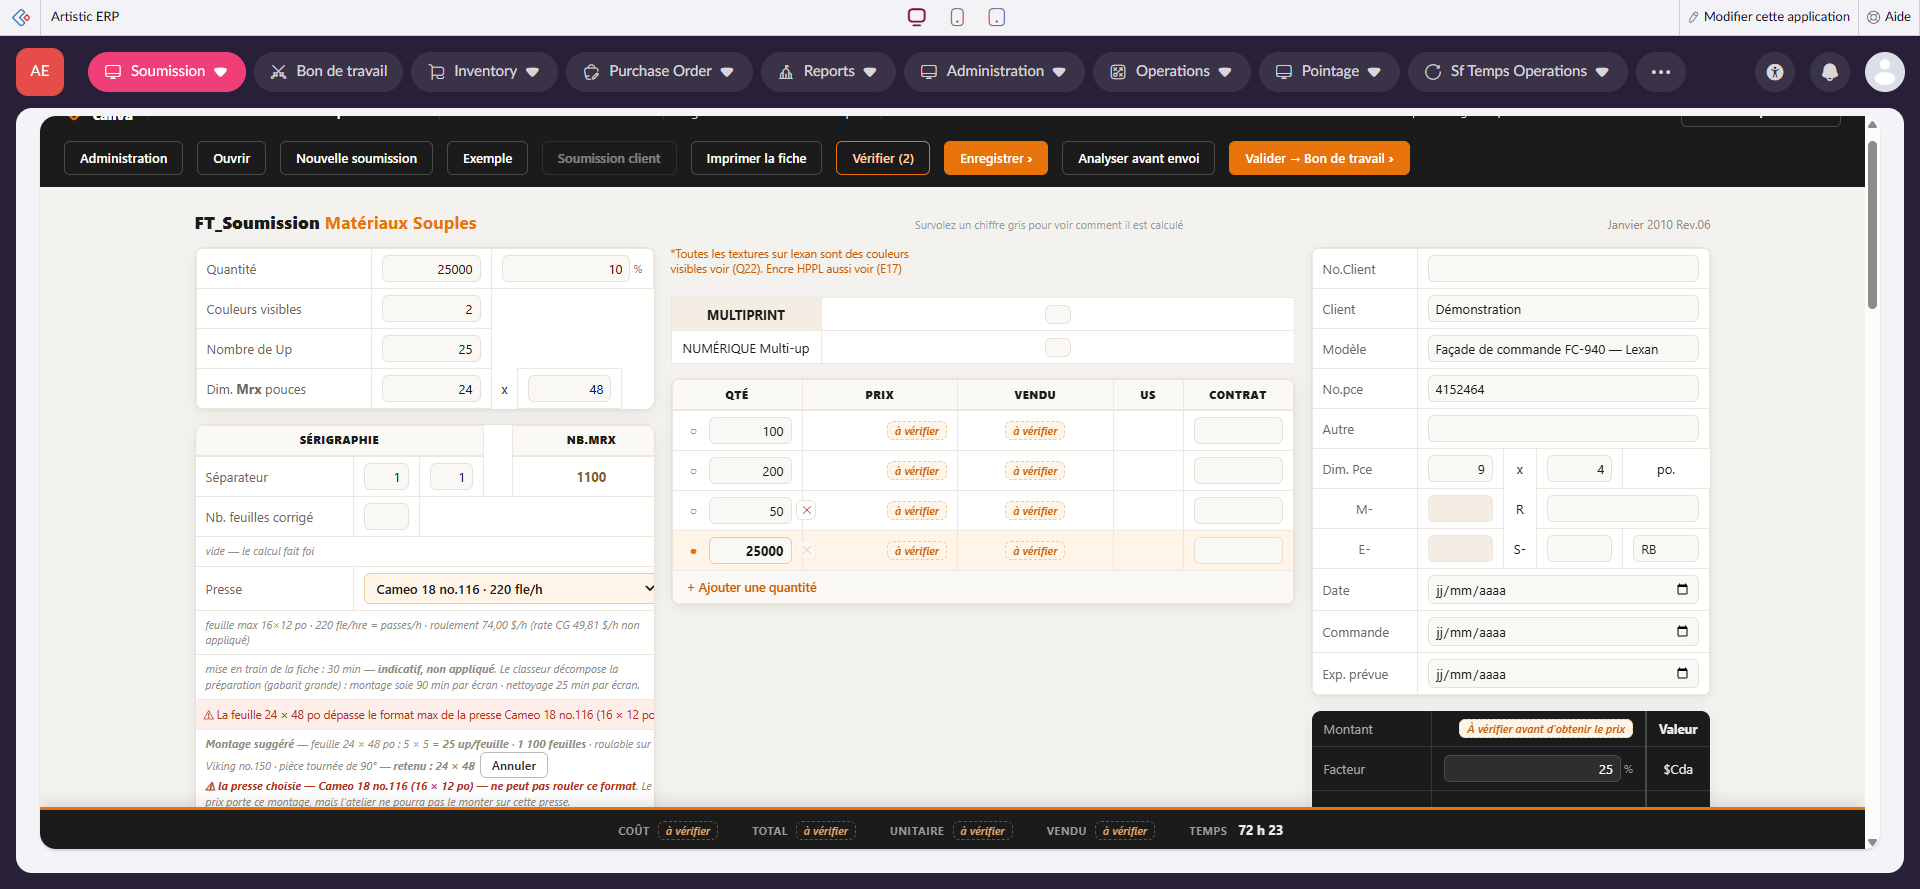 Artistic ERP
Modifier cette application
Aide
AE
Soumission
Bon de travail
Inventory
Purchase Order
Reports
Administration
Operations
Pointage
Sf Temps Operations
Administration
Ouvrir
Nouvelle soumission
Exemple
Soumission client
Imprimer la fiche
Vérifier (2)
Enregistrer ›
Analyser avant envoi
Valider → Bon de travail ›
FT_Soumission Matériaux Souples
Survolez un chiffre gris pour voir comment il est calculé
Janvier 2010 Rev.06
Quantité 25000 10 %
Couleurs visibles 2
Nombre de Up 25
Dim. Mrx pouces 24 x 48
SÉRIGRAPHIE NB.MRX
Séparateur 1 1 1100
Nb. feuilles corrigé
vide — le calcul fait foi
Presse Cameo 18 no.116 · 220 fle/h
feuille max 16×12 po · 220 fle/hre = passes/h · roulement 74,00 $/h (rate CG 49,81 $/h non
appliqué)
mise en train de la fiche : 30 min — indicatif, non appliqué. Le classeur décompose la
préparation (gabarit grande) : montage soie 90 min par écran · nettoyage 25 min par écran.
⚠ La feuille 24 × 48 po dépasse le format max de la presse Cameo 18 no.116 (16 × 12 po
Montage suggéré — feuille 24 × 48 po : 5 × 5 = 25 up/feuille · 1 100 feuilles · roulable sur
Viking no.150 · pièce tournée de 90° — retenu : 24 × 48 Annuler
⚠ la presse choisie — Cameo 18 no.116 (16 × 12 po) — ne peut pas rouler ce format. Le
prix porte ce montage, mais l'atelier ne pourra pas le monter sur cette presse.
*Toutes les textures sur lexan sont des couleurs
visibles voir (Q22). Encre HPPL aussi voir (E17)
MULTIPRINT
NUMÉRIQUE Multi-up
QTÉ PRIX VENDU US CONTRAT
100 à vérifier à vérifier
200 à vérifier à vérifier
50 × à vérifier à vérifier
25000 × à vérifier à vérifier
+ Ajouter une quantité
No.Client
Client Démonstration
Modèle Façade de commande FC-940 — Lexan
No.pce 4152464
Autre
Dim. Pce 9 x 4 po.
M- R
E- S- RB
Date jj/mm/aaaa
Commande jj/mm/aaaa
Exp. prévue jj/mm/aaaa
Montant À vérifier avant d'obtenir le prix Valeur
Facteur 25 % $Cda
COÛT à vérifier TOTAL à vérifier UNITAIRE à vérifier VENDU à vérifier TEMPS 72 h 23